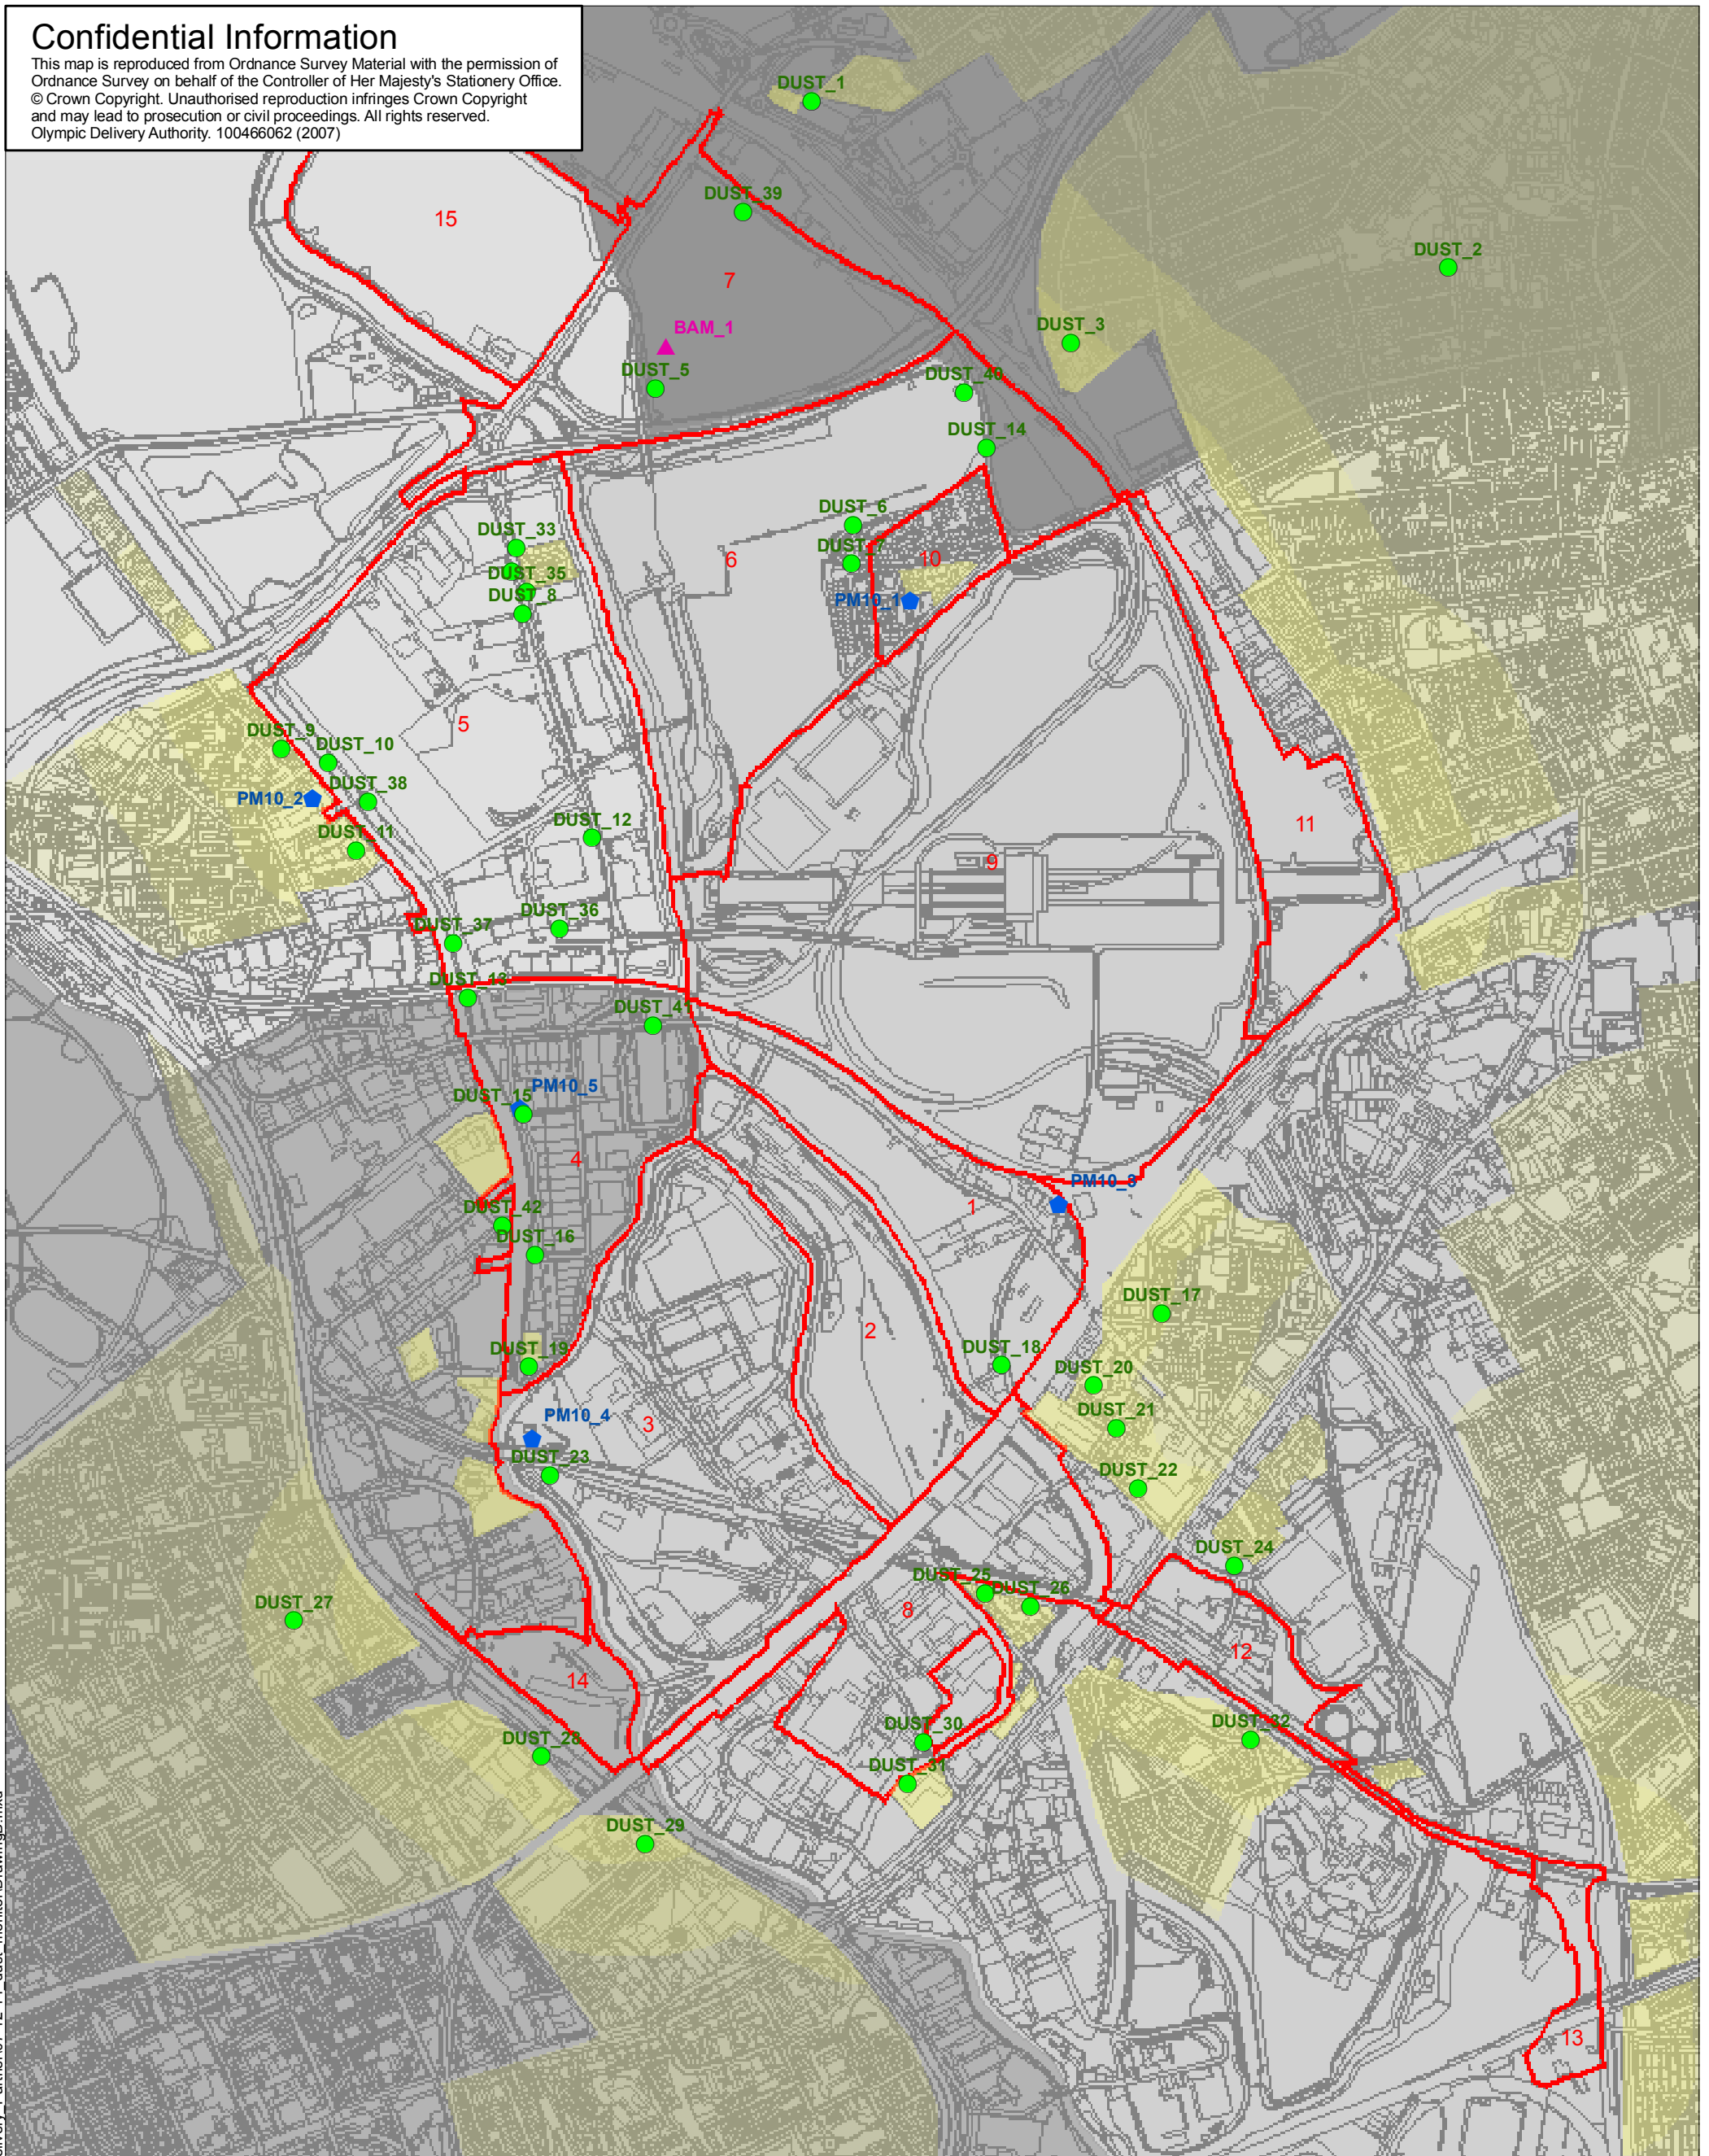 Confidential Information
This map is reproduced from Ordnance Survey Material with the permission of
Ordnance Survey on behalf of the Controller of Her Majesty's Stationery Office.
© Crown Copyright. Unauthorised reproduction infringes Crown Copyright
and may lead to prosecution or civil proceedings. All rights reserved.
Olympic Delivery Authority. 100466062 (2007)
DUST_1
DUST_39
15
DUST_2
7
BAM_1
DUST_3
DUST_5
DUST_40
DUST_14
DUST_6
DUST_33
DUST_7
6
10
DUST_35
DUST_8
PM10_1
5
DUST_9
DUST_10
DUST_38
PM10_2
DUST_12
DUST_11
11
9
DUST_36
DUST_37
DUST_13
DUST_41
PM10_5
DUST_15
4
PM10_3
1
DUST_42
DUST_16
DUST_17
2
DUST_18
DUST_19
DUST_20
PM10_4
3
DUST_21
DUST_23
DUST_22
DUST_24
DUST_25
DUST_26
DUST_27
8
12
14
DUST_30
DUST_32
DUST_28
DUST_31
DUST_29
13